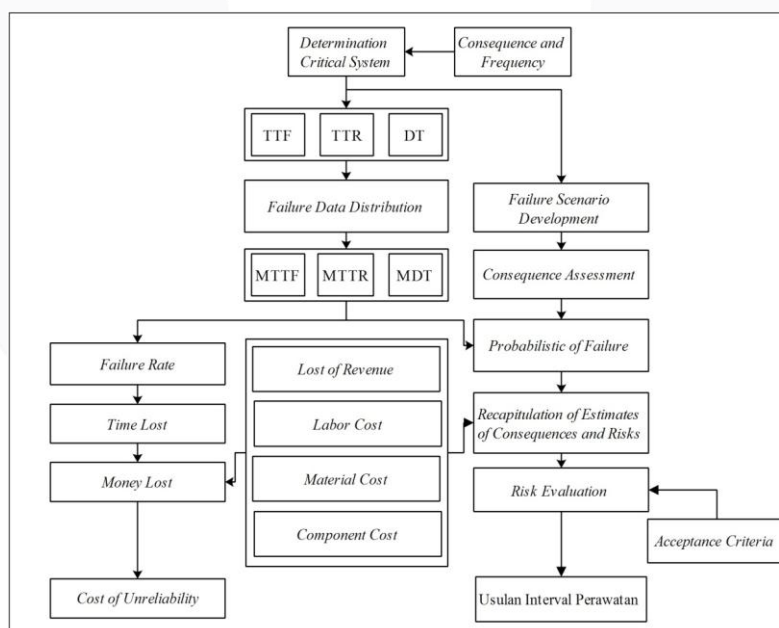 Determination
Critical System
Consequence and
Frequency
TTF
TTR
DT
Failure Data Distribution
Failure Scenario
Development
MTTF
MTTR
MDT
Consequence Assessment
Failure Rate
Lost of Revenue
Probabilistic of Failure
Time Lost
Labor Cost
Recapitulation of Estimates
of Consequences and Risks
Money Lost
Material Cost
Risk Evaluation
Component Cost
Acceptance Criteria
Cost of Unreliability
Usulan Interval Perawatan